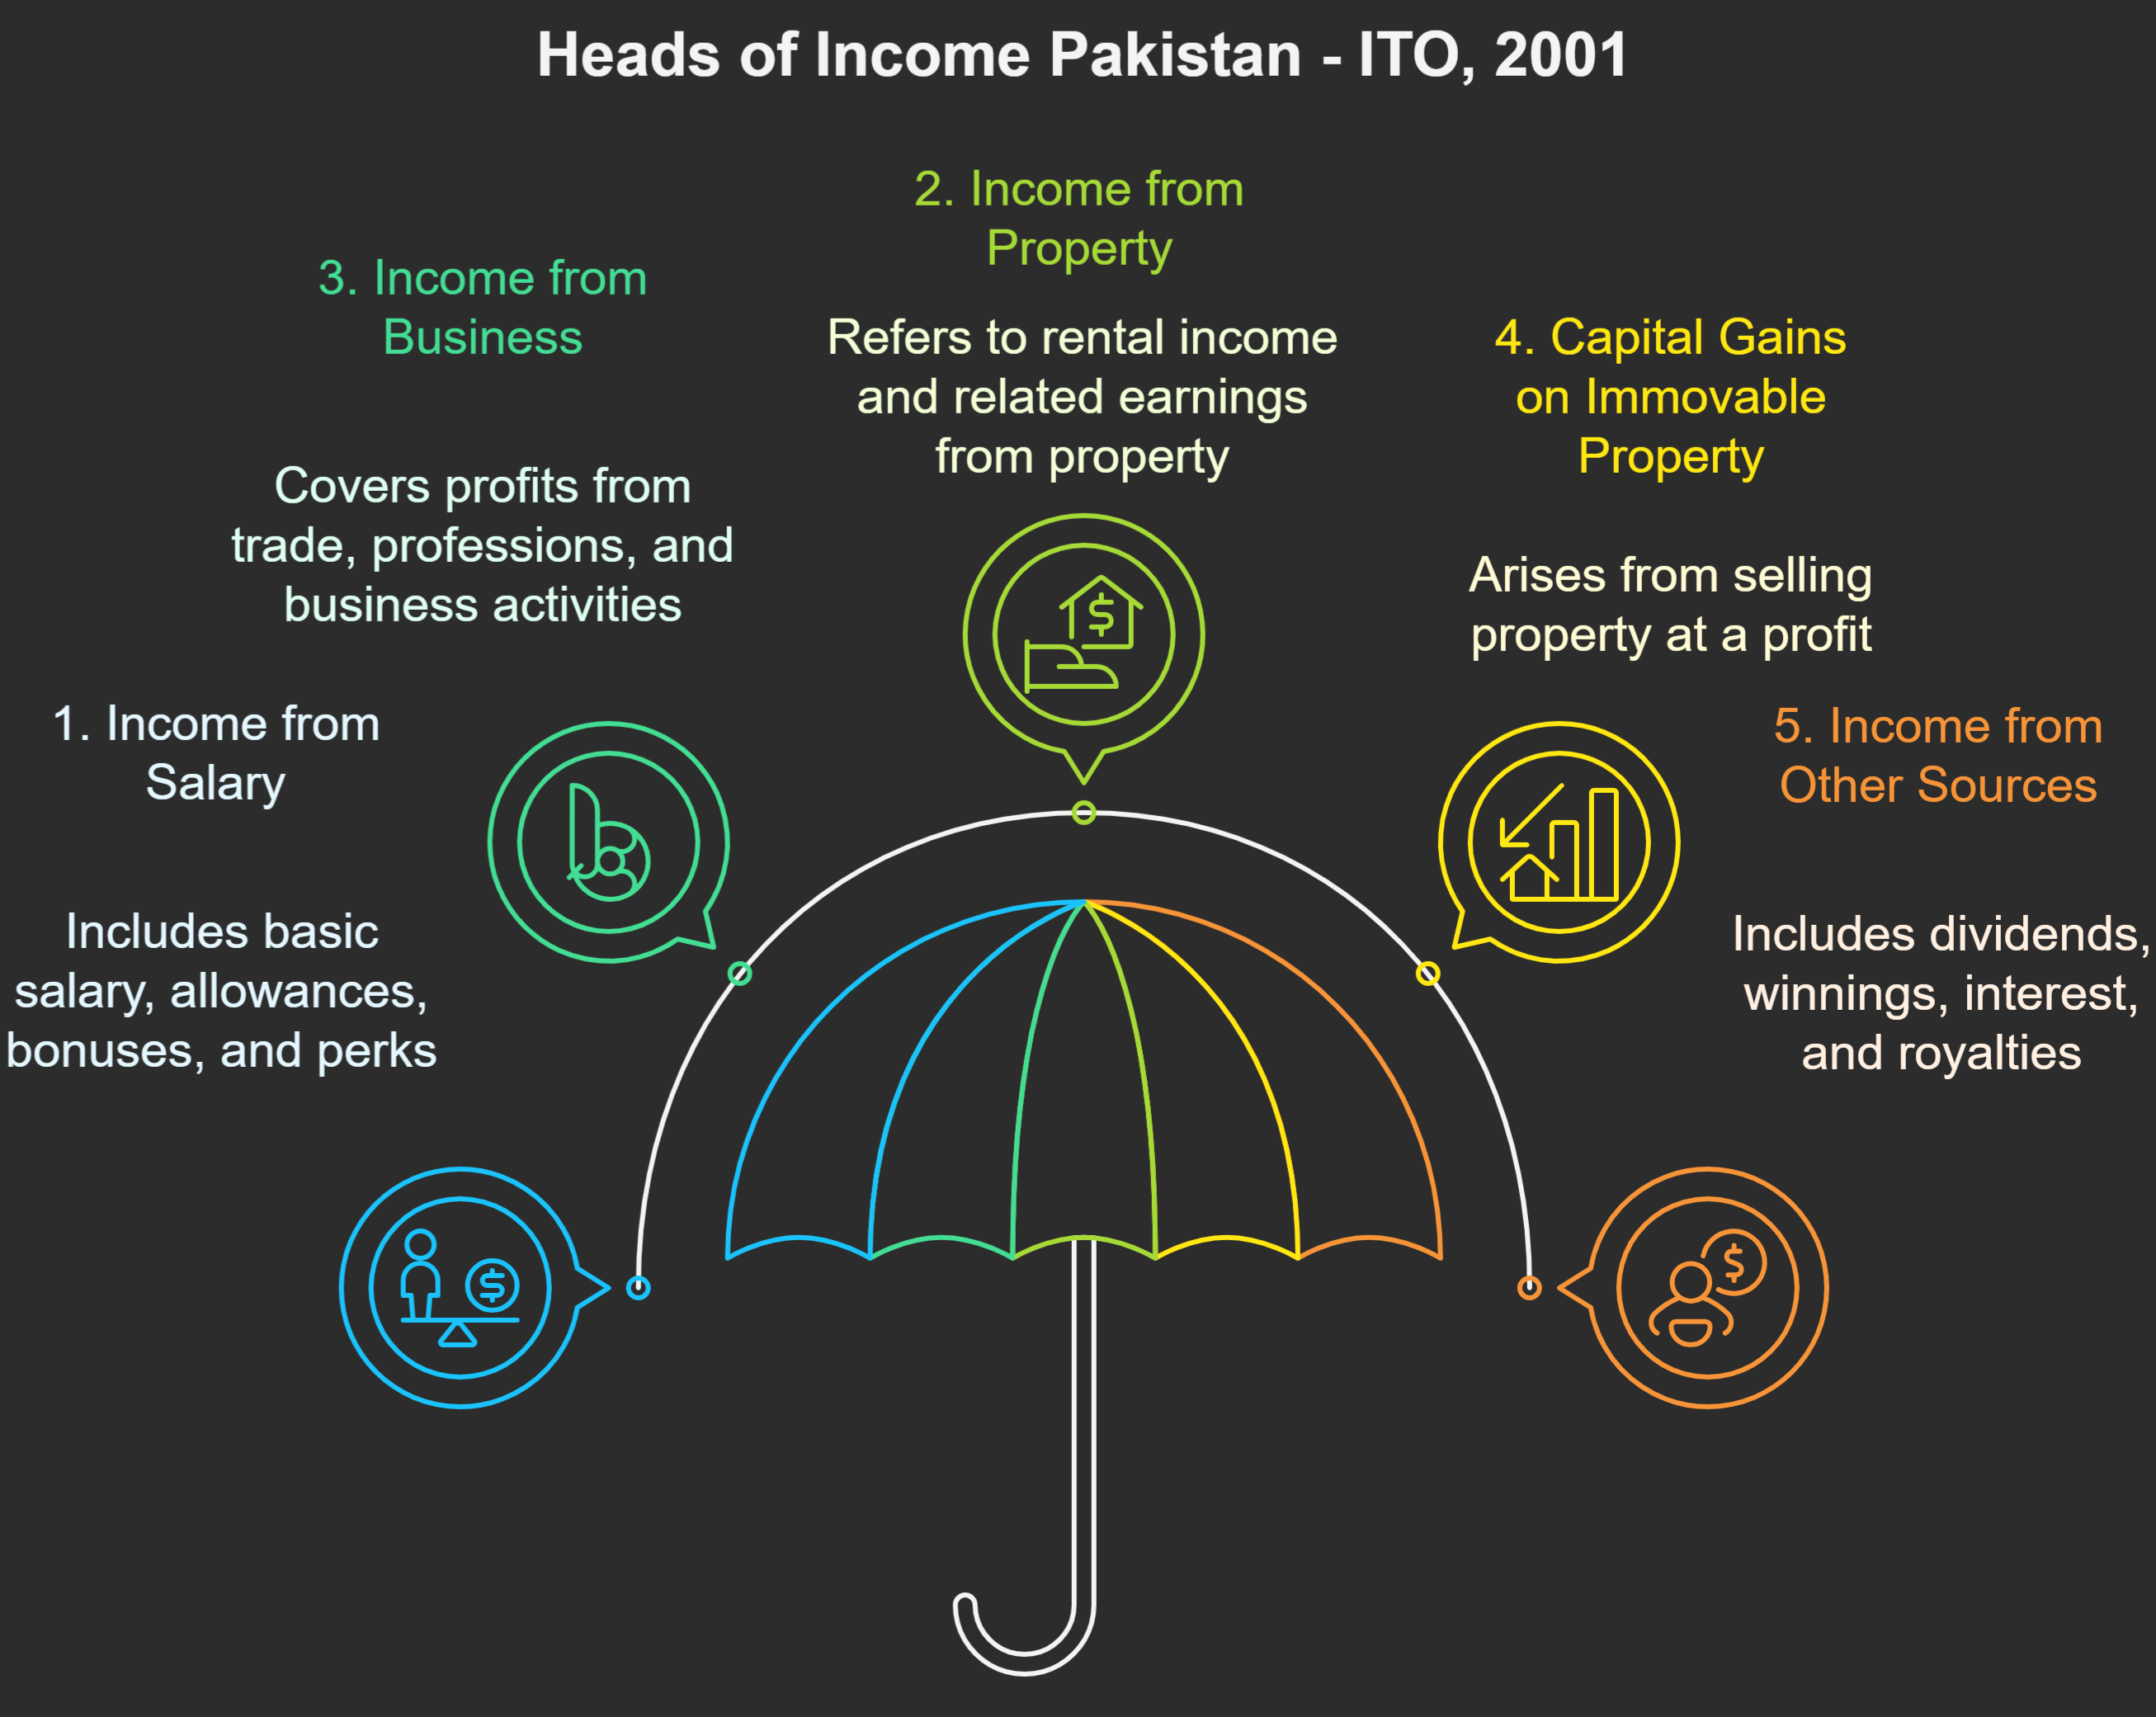 Heads of Income Pakistan - ITO, 2001
1. Income from
Salary
Includes basic
salary, allowances,
bonuses, and perks
3. Income from
Business
Covers profits from
trade, professions, and
business activities
2. Income from
Property
Refers to rental income
and related earnings
from property
4. Capital Gains
on Immovable
Property
Arises from selling
property at a profit
5. Income from
Other Sources
Includes dividends,
winnings, interest,
and royalties